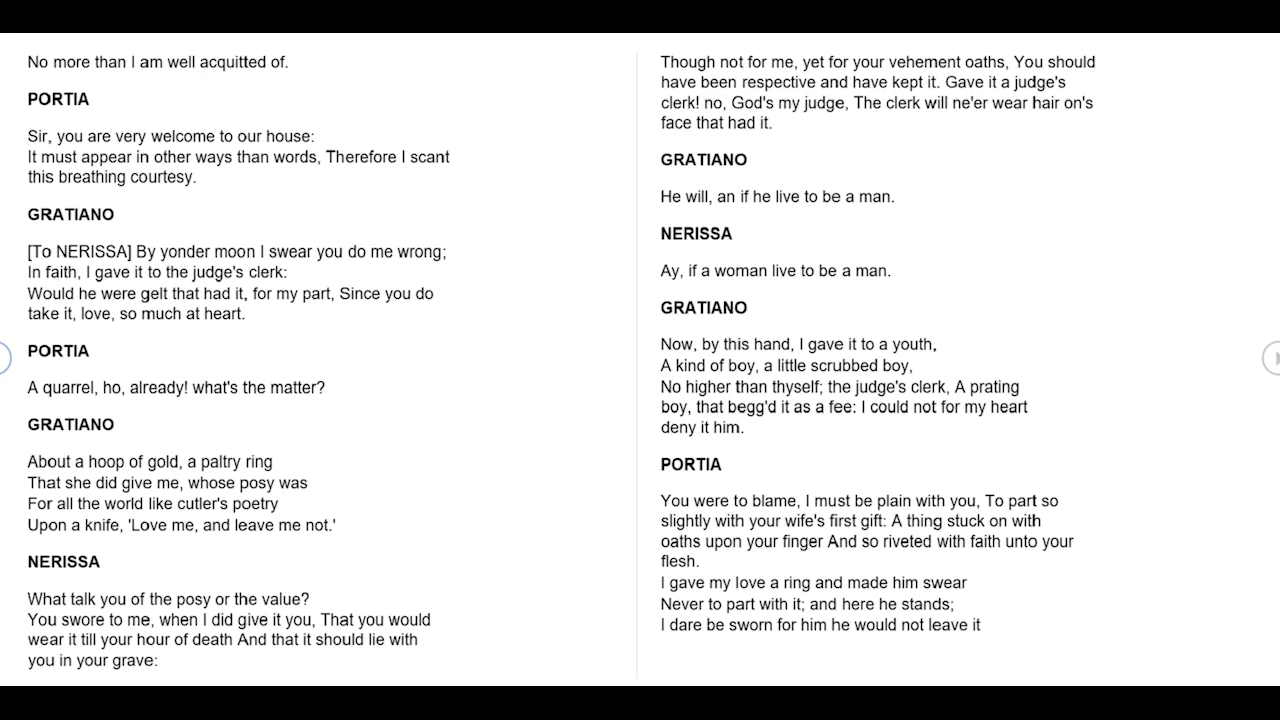 No more than I am well acquitted of.
PORTIA
Sir, you are very welcome to our house:
It must appear in other ways than words, Therefore I scant
this breathing courtesy.
GRATIANO
[To NERISSA] By yonder moon I swear you do me wrong;
In faith, I gave it to the judge's clerk:
Would he were gelt that had it, for my part, Since you do
take it, love, so much at heart.
PORTIA
A quarrel, ho, already! what's the matter?
GRATIANO
About a hoop of gold, a paltry ring
That she did give me, whose posy was
For all the world like cutler's poetry
Upon a knife, 'Love me, and leave me not.'
NERISSA
What talk you of the posy or the value?
You swore to me, when I did give it you, That you would
wear it till your hour of death And that it should lie with
you in your grave:
Though not for me, yet for your vehement oaths, You should
have been respective and have kept it. Gave it a judge's
clerk! no, God's my judge, The clerk will ne'er wear hair on's
face that had it.
GRATIANO
He will, an if he live to be a man.
NERISSA
Ay, if a woman live to be a man.
GRATIANO
Now, by this hand, I gave it to a youth,
A kind of boy, a little scrubbed boy,
No higher than thyself; the judge's clerk, A prating
boy, that begg'd it as a fee: I could not for my heart
deny it him.
PORTIA
You were to blame, I must be plain with you, To part so
slightly with your wife's first gift: A thing stuck on with
oaths upon your finger And so riveted with faith unto your
flesh.
I gave my love a ring and made him swear
Never to part with it; and here he stands;
I dare be sworn for him he would not leave it